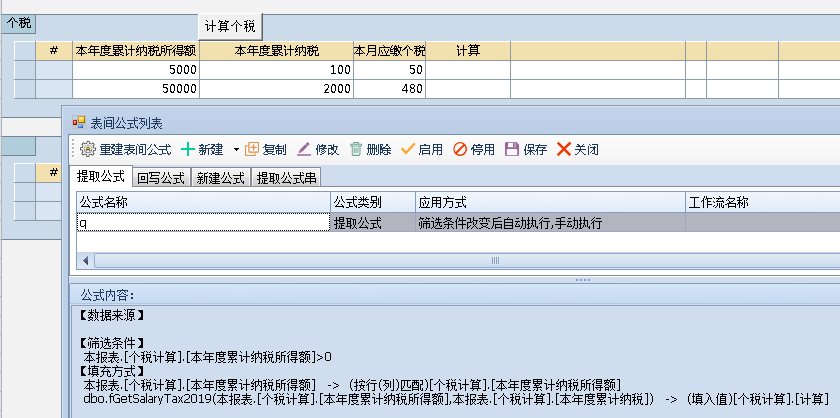 个税
计算个税
# 本年度累计纳税所得额 本年度累计纳税 本月应缴个税 计算
5000 100 50
50000 2000 480
表间公式列表
重建表间公式 新建 复制 修改 删除 启用 停用 保存 关闭
#
提取公式 回写公式 新建公式 提取公式串
公式名称 公式类别 应用方式 工作流名称
q 提取公式 筛选条件改变后自动执行,手动执行
公式内容:
【数据来源】
【筛选条件】
本报表.[个税计算].[本年度累计纳税所得额]>0
【填充方式】
本报表.[个税计算].[本年度累计纳税所得额] -> (按行(列)匹配)[个税计算].[本年度累计纳税所得额]
dbo.fGetSalaryTax2019(本报表.[个税计算].[本年度累计纳税所得额],本报表.[个税计算].[本年度累计纳税]) -> (填入值)[个税计算].[计算]